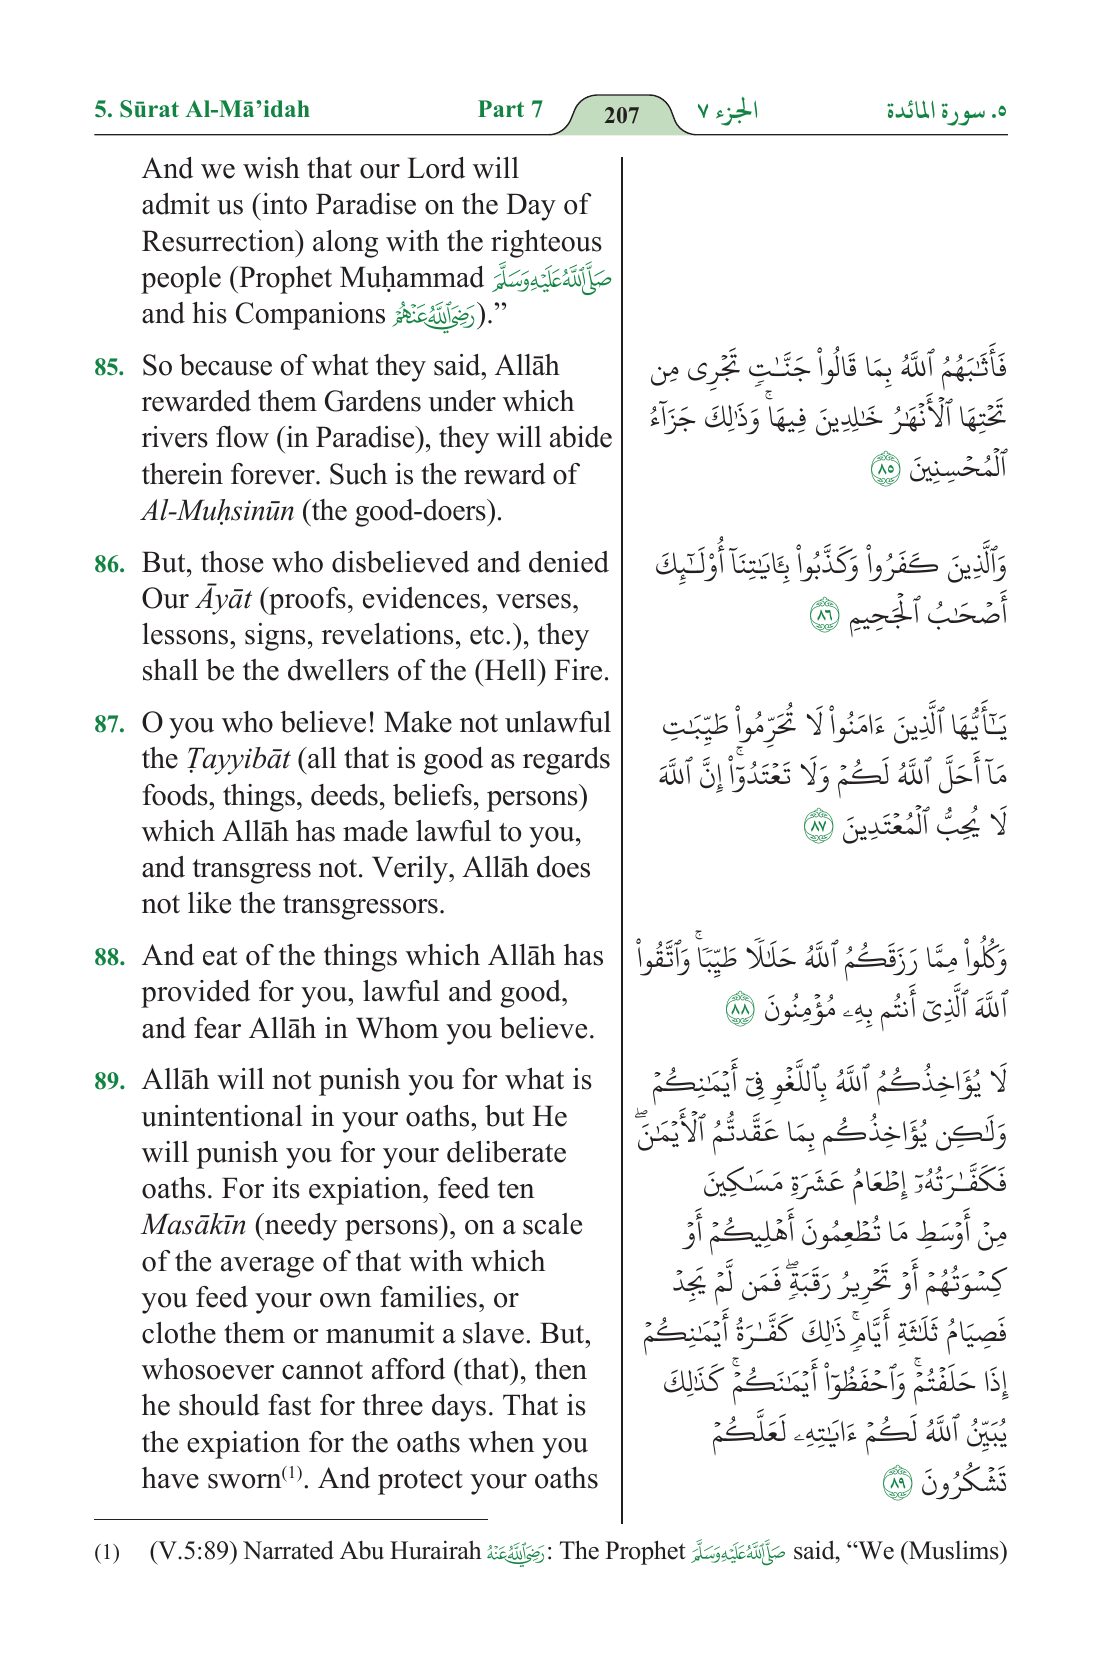 5. Sūrat Al-Mā’idah
Part 7
207
الجزء ٧
٥. سورة المائدة
And we wish that our Lord will
admit us (into Paradise on the Day of
Resurrection) along with the righteous
people (Prophet Muḥammad صَلَّى اللَّهُ عَلَيْهِ وَسَلَّمَ
and his Companions رَضِيَ اللَّهُ عَنْهُمْ).”
85. So because of what they said, Allāh
rewarded them Gardens under which
rivers flow (in Paradise), they will abide
therein forever. Such is the reward of
Al-Muḥsinūn (the good-doers).
86. But, those who disbelieved and denied
Our Āyāt (proofs, evidences, verses,
lessons, signs, revelations, etc.), they
shall be the dwellers of the (Hell) Fire.
87. O you who believe! Make not unlawful
the Ṭayyibāt (all that is good as regards
foods, things, deeds, beliefs, persons)
which Allāh has made lawful to you,
and transgress not. Verily, Allāh does
not like the transgressors.
88. And eat of the things which Allāh has
provided for you, lawful and good,
and fear Allāh in Whom you believe.
89. Allāh will not punish you for what is
unintentional in your oaths, but He
will punish you for your deliberate
oaths. For its expiation, feed ten
Masākīn (needy persons), on a scale
of the average of that with which
you feed your own families, or
clothe them or manumit a slave. But,
whosoever cannot afford (that), then
he should fast for three days. That is
the expiation for the oaths when you
have sworn(1). And protect your oaths
فَأَثَٰبَهُمُ ٱللَّهُ بِمَا قَالُواْ جَنَّٰتٖ تَجۡرِى مِن
تَحۡتِهَا ٱلۡأَنۡهَٰرُ خَٰلِدِينَ فِيهَاۚ وَذَٰلِكَ جَزَآءُ
ٱلۡمُحۡسِنِينَ ٨٥
وَٱلَّذِينَ كَفَرُواْ وَكَذَّبُواْ بِـَٔايَٰتِنَآ أُوْلَٰٓئِكَ
أَصۡحَٰبُ ٱلۡجَحِيمِ ٨٦
يَٰٓأَيُّهَا ٱلَّذِينَ ءَامَنُواْ لَا تُحَرِّمُواْ طَيِّبَٰتِ
مَآ أَحَلَّ ٱللَّهُ لَكُمۡ وَلَا تَعۡتَدُوٓاْۚ إِنَّ ٱللَّهَ
لَا يُحِبُّ ٱلۡمُعۡتَدِينَ ٨٧
وَكُلُواْ مِمَّا رَزَقَكُمُ ٱللَّهُ حَلَٰلٗا طَيِّبٗاۚ وَٱتَّقُواْ
ٱللَّهَ ٱلَّذِىٓ أَنتُم بِهِۦ مُؤۡمِنُونَ ٨٨
لَا يُؤَاخِذُكُمُ ٱللَّهُ بِٱللَّغۡوِ فِىٓ أَيۡمَٰنِكُمۡ
وَلَٰكِن يُؤَاخِذُكُم بِمَا عَقَّدتُّمُ ٱلۡأَيۡمَٰنَۖ
فَكَفَّٰرَتُهُۥٓ إِطۡعَامُ عَشَرَةِ مَسَٰكِينَ
مِنۡ أَوۡسَطِ مَا تُطۡعِمُونَ أَهۡلِيكُمۡ أَوۡ
كِسۡوَتُهُمۡ أَوۡ تَحۡرِيرُ رَقَبَةٖۖ فَمَن لَّمۡ يَجِدۡ
فَصِيَامُ ثَلَٰثَةِ أَيَّامٖۚ ذَٰلِكَ كَفَّٰرَةُ أَيۡمَٰنِكُمۡ
إِذَا حَلَفۡتُمۡۚ وَٱحۡفَظُوٓاْ أَيۡمَٰنَكُمۡۚ كَذَٰلِكَ
يُبَيِّنُ ٱللَّهُ لَكُمۡ ءَايَٰتِهِۦ لَعَلَّكُمۡ
تَشۡكُرُونَ ٨٩
(1) (V.5:89) Narrated Abu Hurairah رَضِيَ اللَّهُ عَنْهُ: The Prophet صَلَّى اللَّهُ عَلَيْهِ وَسَلَّمَ said, “We (Muslims)